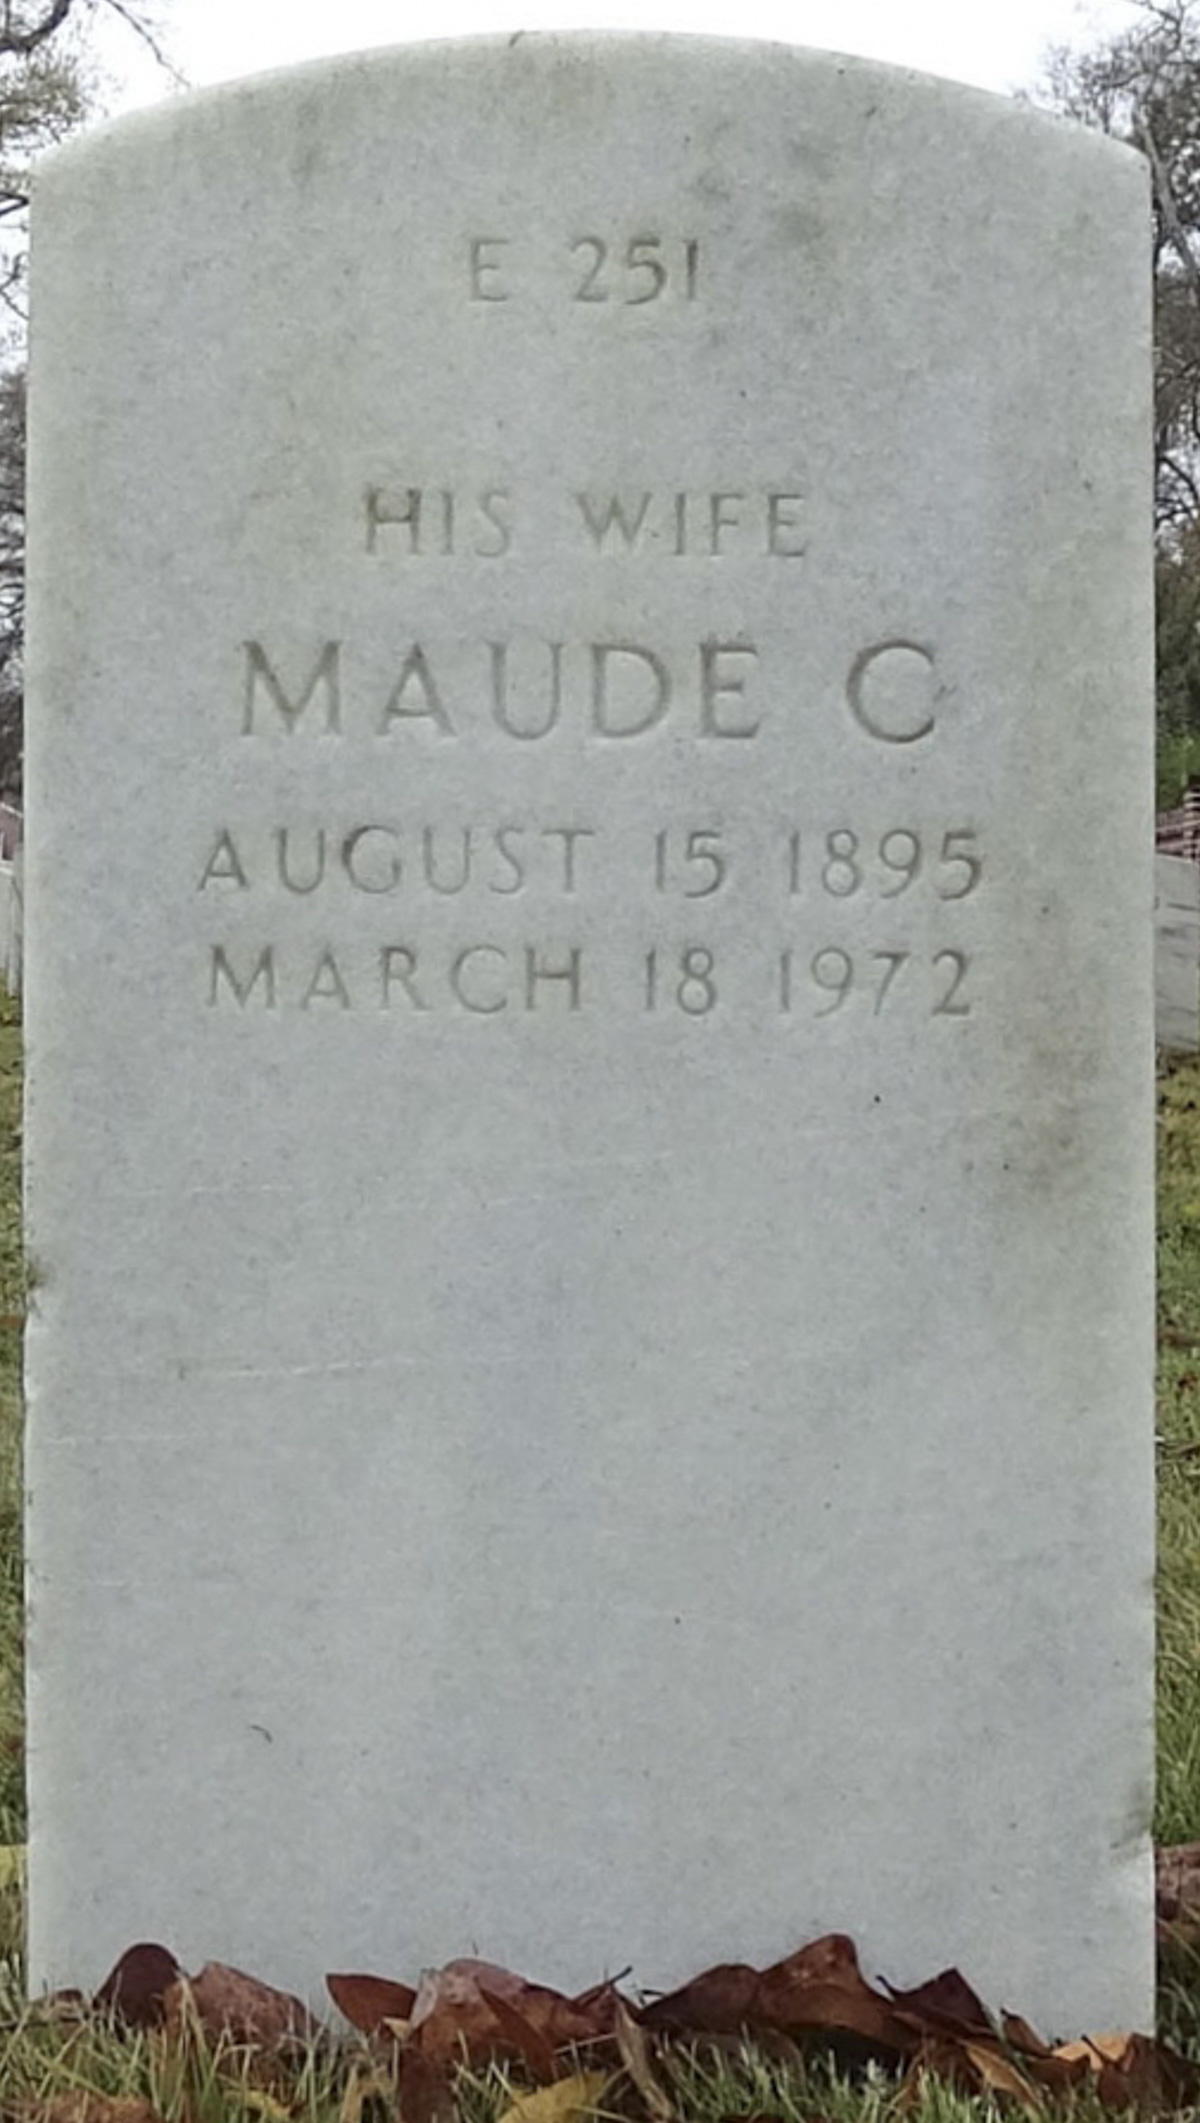 E 251
HIS WIFE
MAUDE C
AUGUST 15 1895
MARCH 18 1972